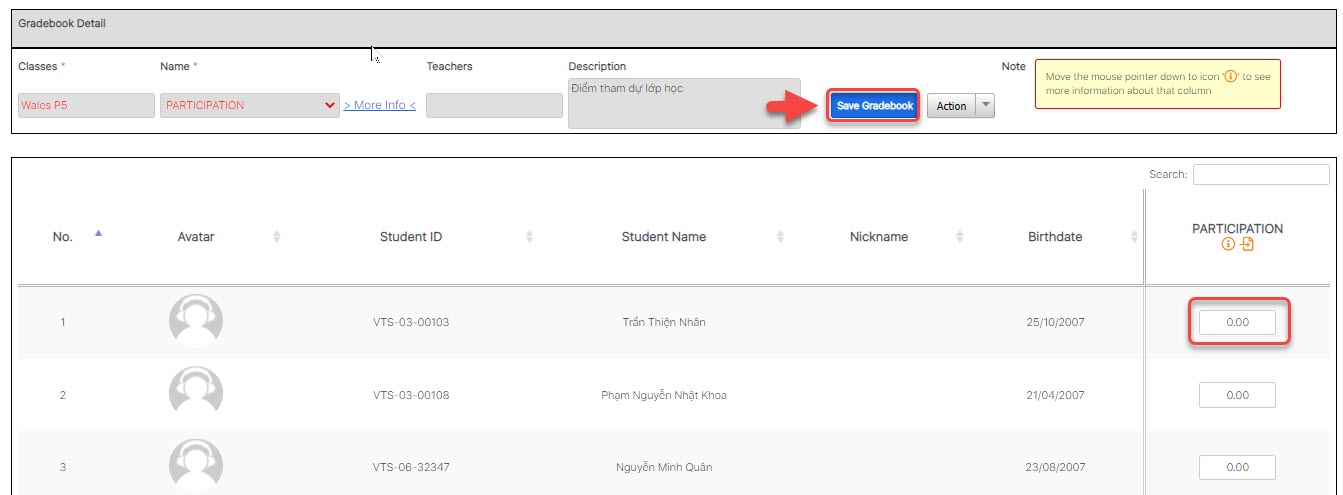 Gradebook Detail
Classes * Name * Teachers Description Note
Wales P5 PARTICIPATION > More Info < Điểm tham dự lớp học Save Gradebook Action
Move the mouse pointer down to icon 'ⓘ' to see
more information about that column
Search:
No. Avatar Student ID Student Name Nickname Birthdate PARTICIPATION
1 VTS-03-00103 Trần Thiện Nhân 25/10/2007 0.00
2 VTS-03-00108 Phạm Nguyễn Nhật Khoa 21/04/2007 0.00
3 VTS-06-32347 Nguyễn Minh Quân 23/08/2007 0.00